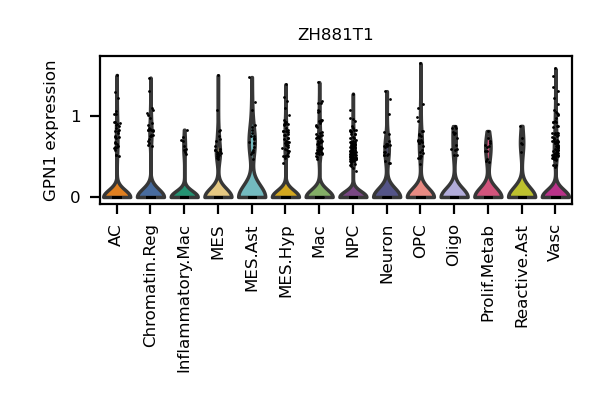 ZH881T1
GPN1 expression
1
0
AC
Chromatin.Reg
Inflammatory.Mac
MES
MES.Ast
MES.Hyp
Mac
NPC
Neuron
OPC
Oligo
Prolif.Metab
Reactive.Ast
Vasc